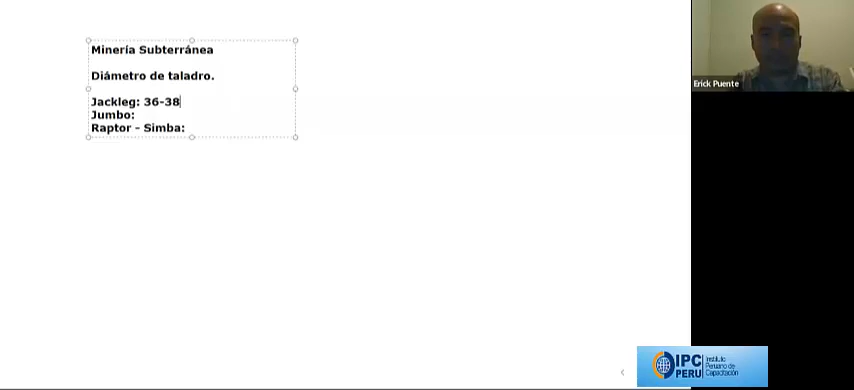 Minería Subterránea
Diámetro de taladro.
Jackleg: 36-38
Jumbo:
Raptor - Simba:
Erick Puente
IPC PERU
Instituto
Peruano de
Capacitación